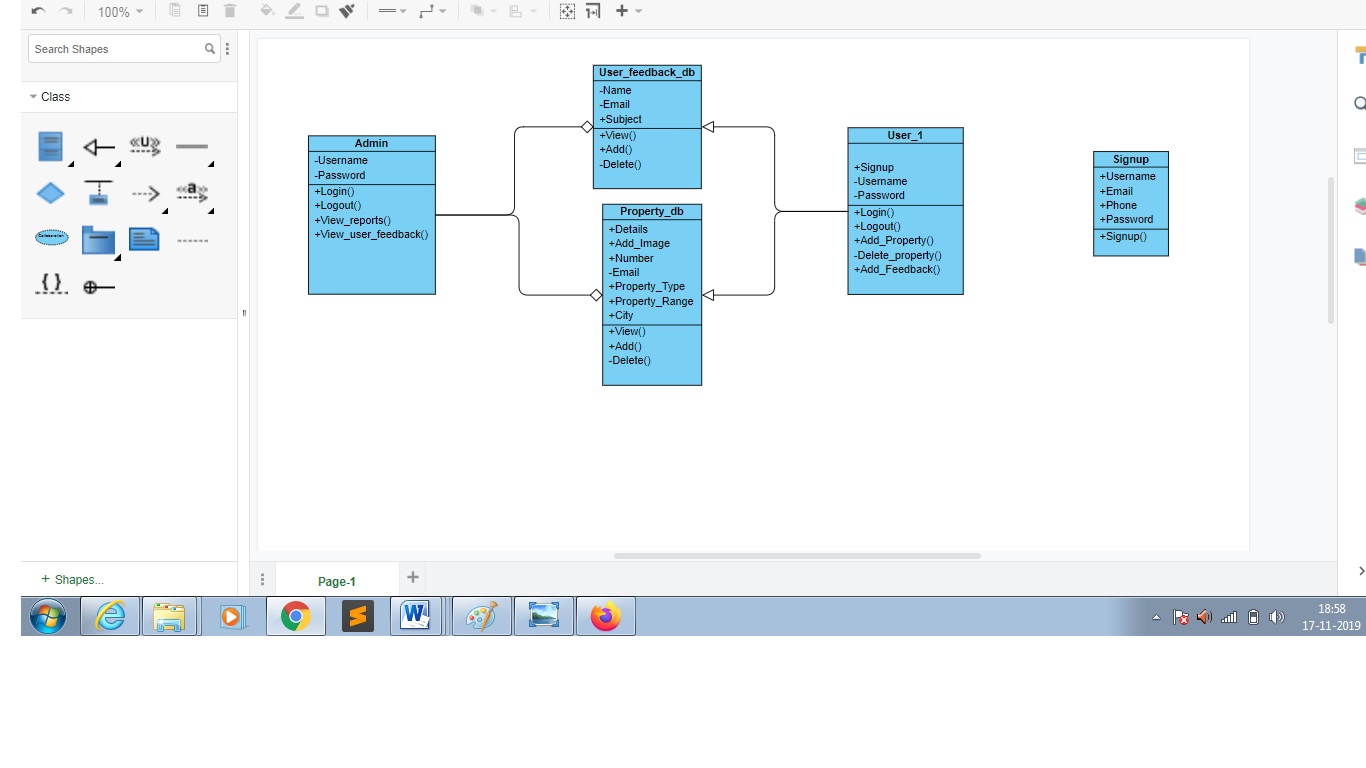 100%
Search Shapes
Class
«U»
«a»
{ }
+ Shapes...
User_feedback_db
-Name
-Email
+Subject
+View()
+Add()
-Delete()
Admin
-Username
-Password
+Login()
+Logout()
+View_reports()
+View_user_feedback()
Property_db
+Details
+Add_Image
+Number
-Email
+Property_Type
+Property_Range
+City
+View()
+Add()
-Delete()
User_1
+Signup
-Username
-Password
+Login()
+Logout()
+Add_Property()
-Delete_property()
+Add_Feedback()
Signup
+Username
+Email
+Phone
+Password
+Signup()
Page-1
18:58
17-11-2019